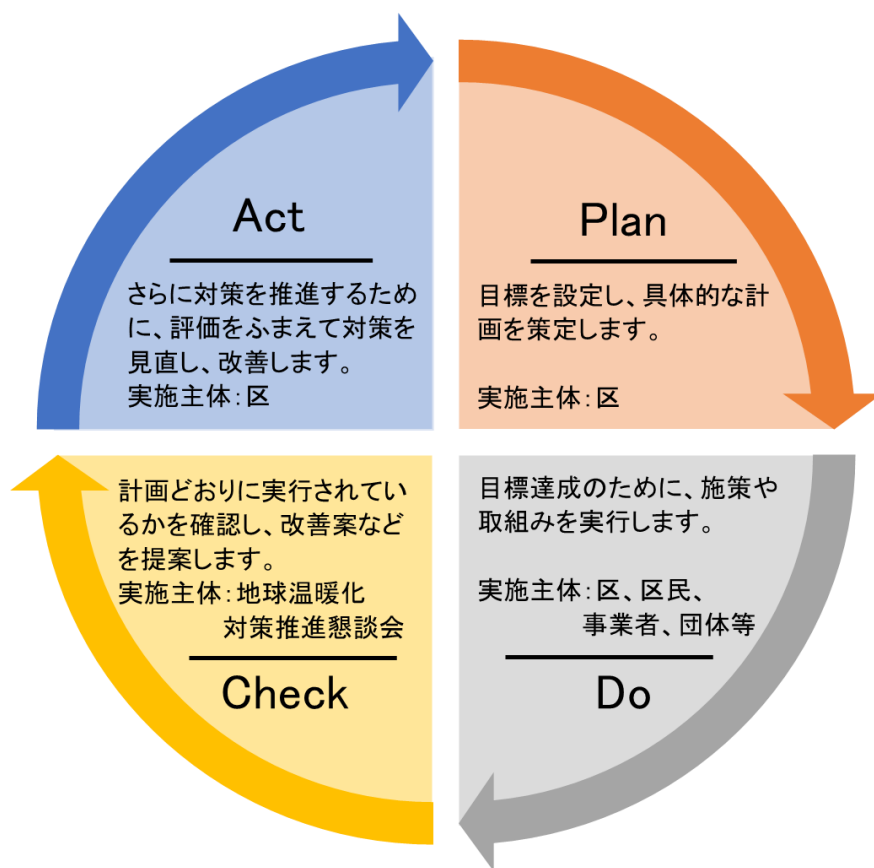 Act
さらに対策を推進するため
に、評価をふまえて対策を
見直し、改善します。
実施主体：区
Plan
目標を設定し、具体的な計
画を策定します。
実施主体：区
計画どおりに実行されてい
るかを確認し、改善案など
を提案します。
実施主体：地球温暖化
対策推進懇談会
Check
目標達成のために、施策や
取組みを実行します。
実施主体：区、区民、
事業者、団体等
Do